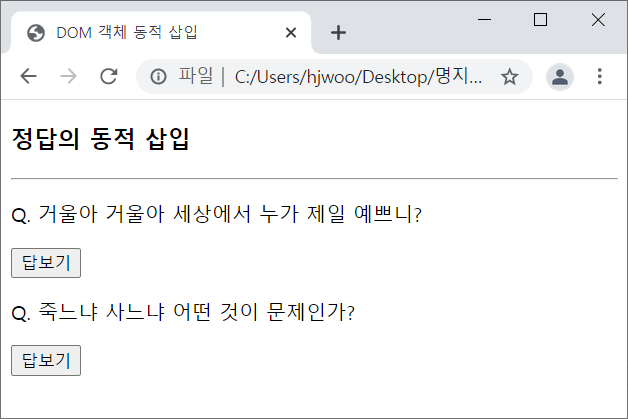 DOM 객체 동적 삽입
파일 | C:/Users/hjwoo/Desktop/명지...
정답의 동적 삽입
Q. 거울아 거울아 세상에서 누가 제일 예쁘니?
답보기
Q. 죽느냐 사느냐 어떤 것이 문제인가?
답보기